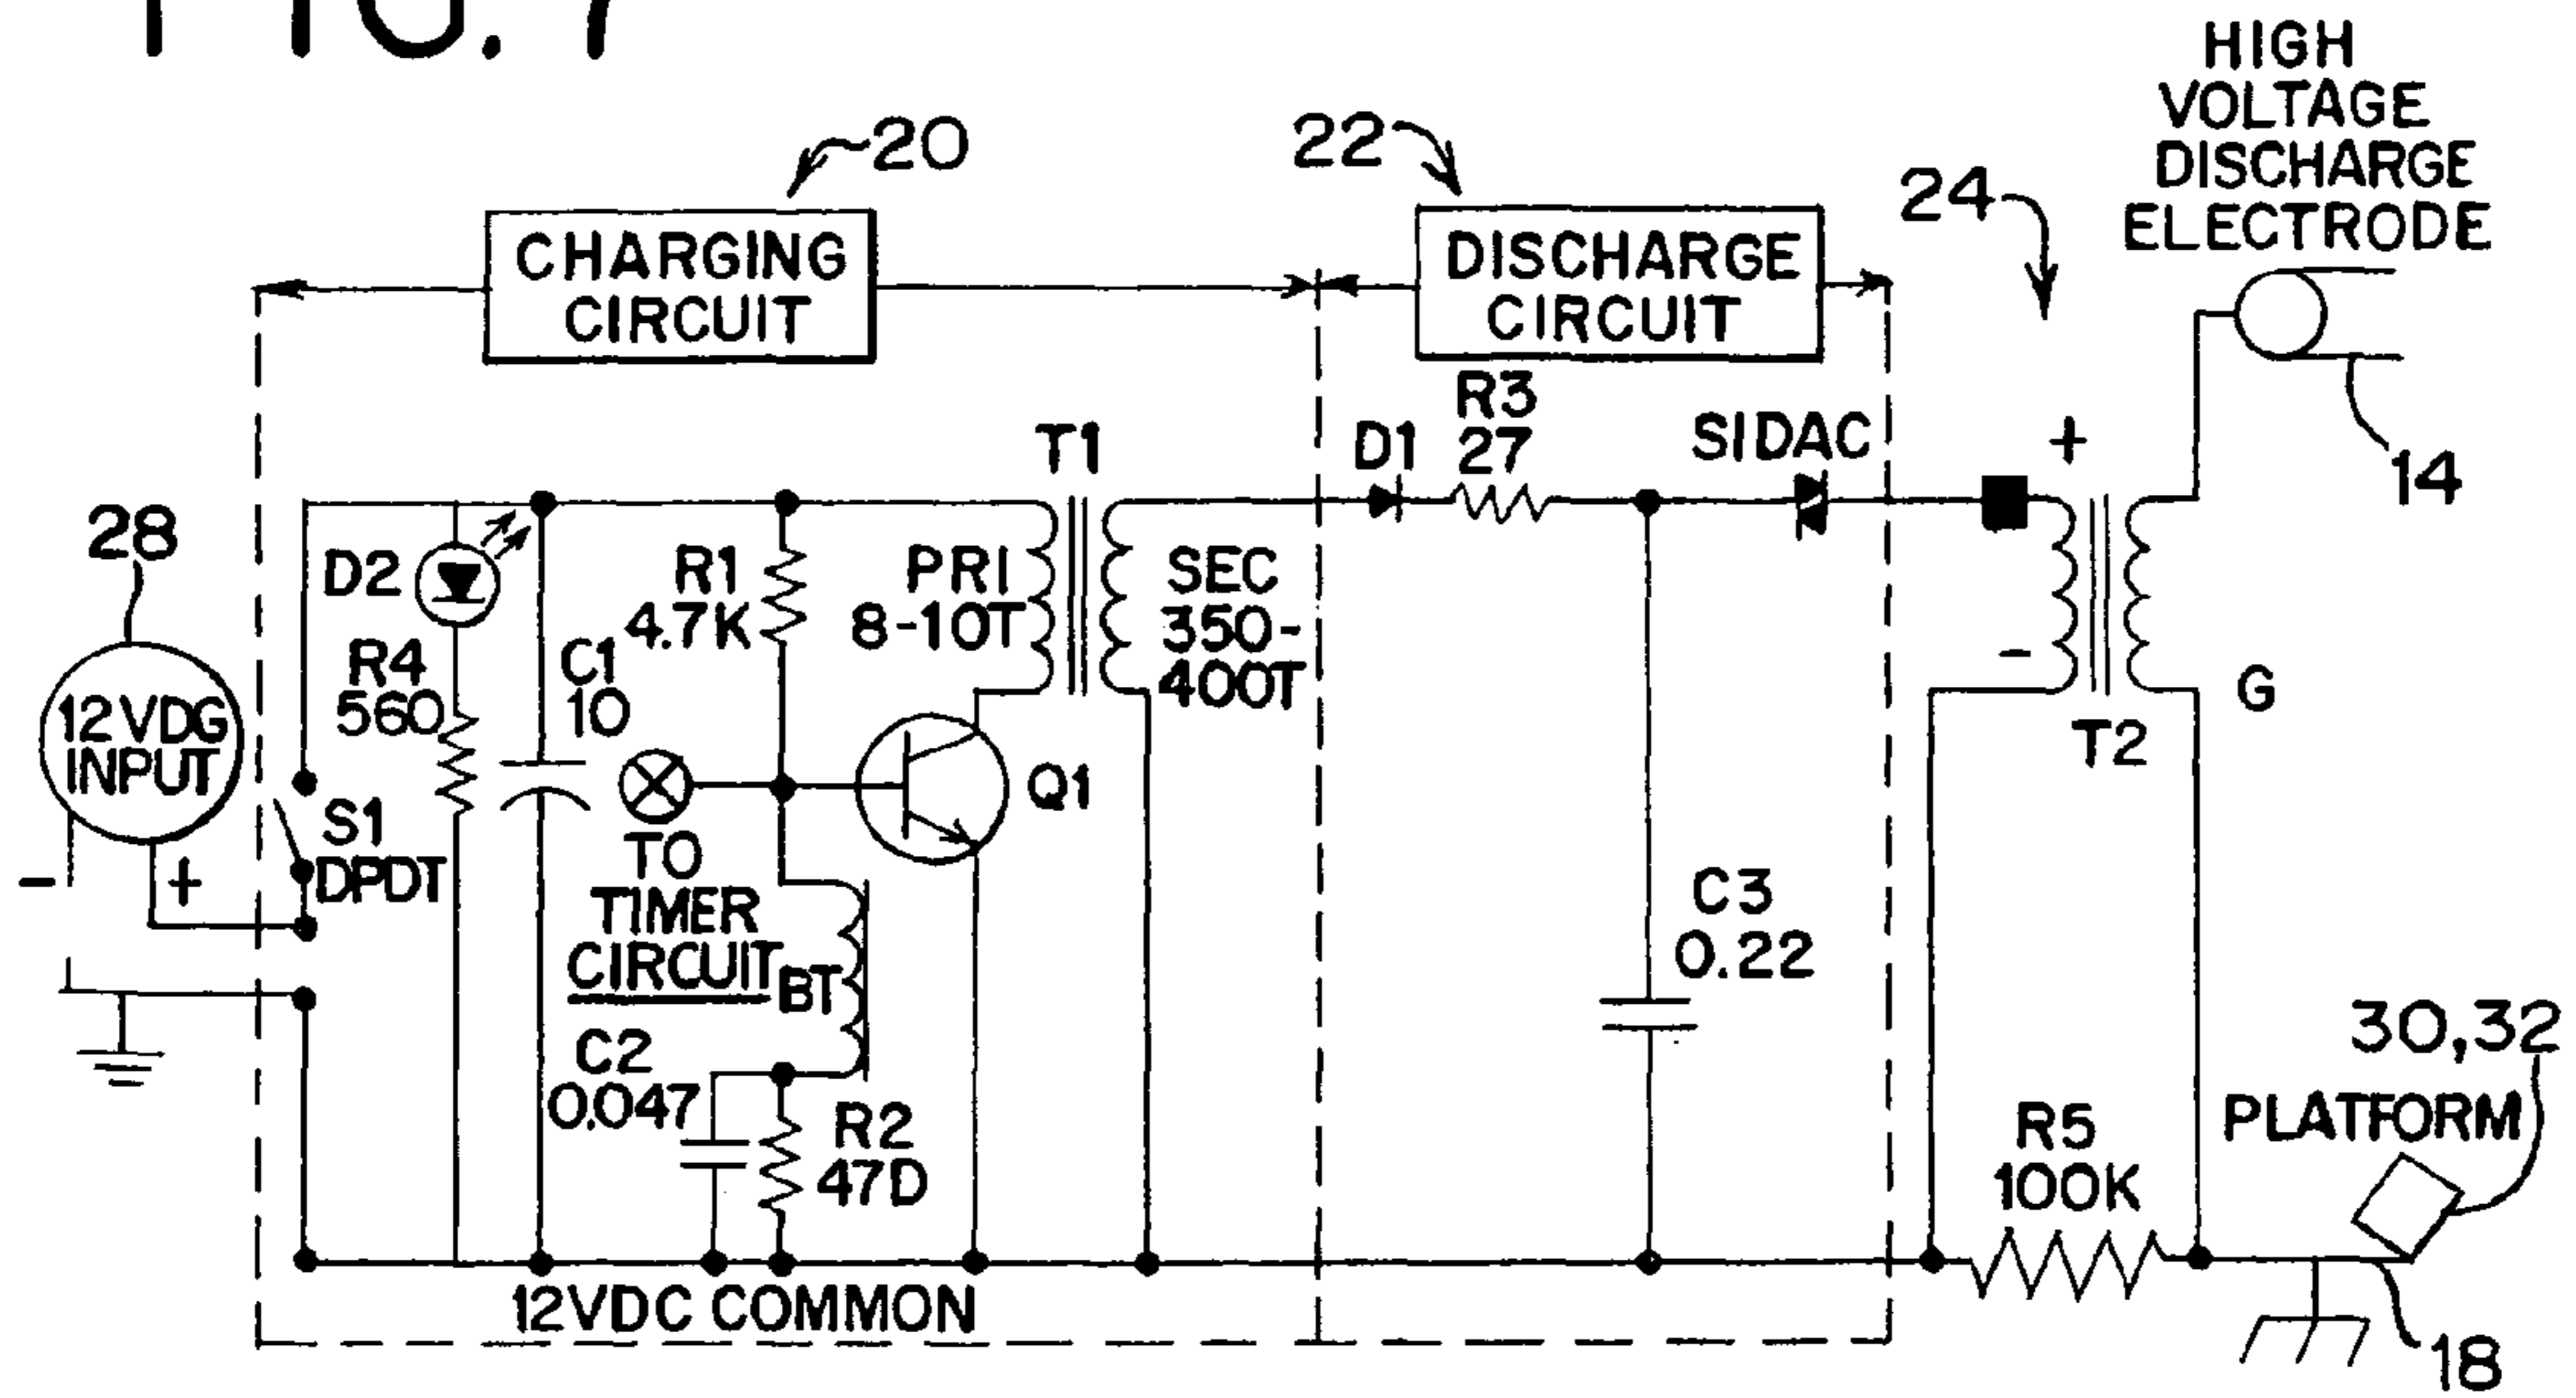 FIG. 7
HIGH
VOLTAGE
DISCHARGE
ELECTRODE
20
22
24
CHARGING
CIRCUIT
DISCHARGE
CIRCUIT
14
28
12VDG
INPUT
-
+
S1
DPDT
D2
R4
560
C1
10
R1
4.7K
TO
TIMER
CIRCUIT
BT
C2
0.047
R2
47D
Q1
PRI
8-10T
T1
SEC
350-
400T
12VDC COMMON
D1
R3
27
SIDAC
C3
0.22
+
-
T2
G
R5
100K
PLATFORM
30,32
18